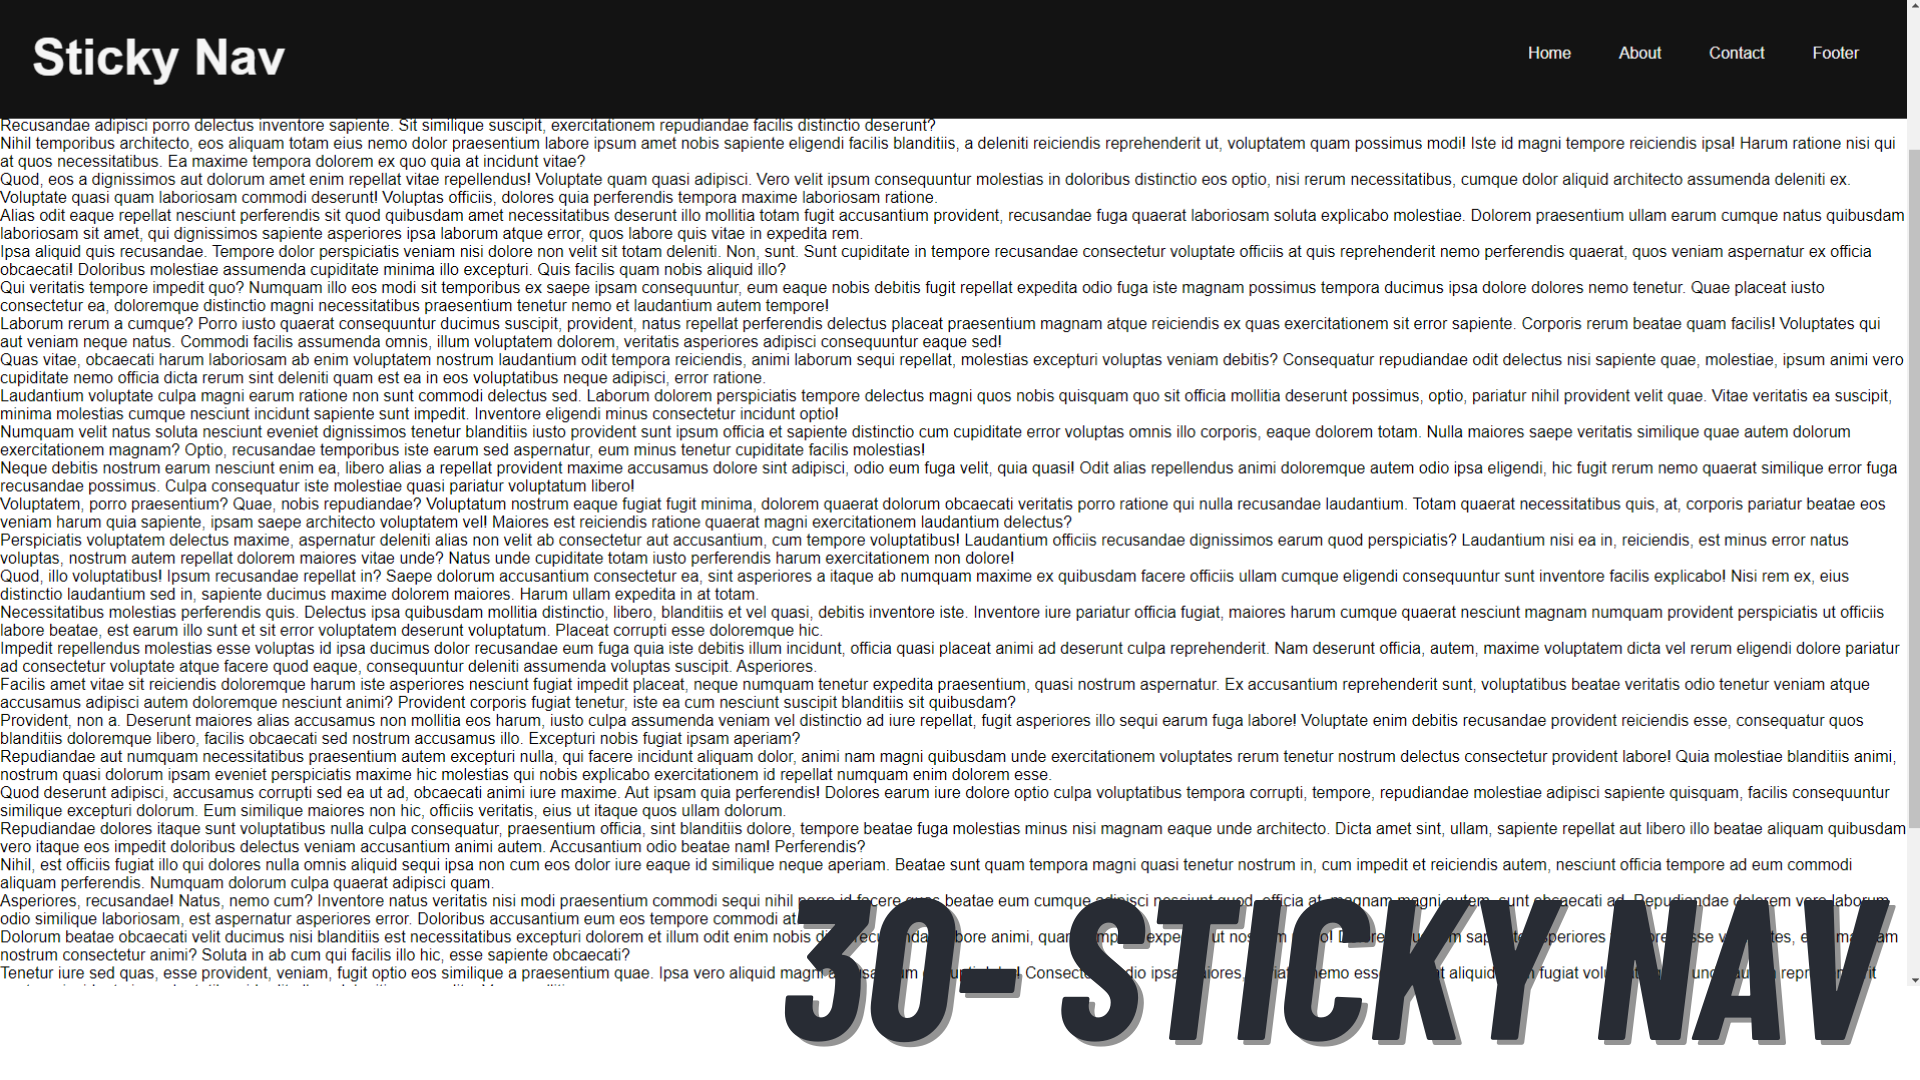 Sticky Nav
Home About Contact Footer
Recusandae adipisci porro delectus inventore sapiente. Sit similique suscipit, exercitationem repudiandae facilis distinctio deserunt?
Nihil temporibus architecto, eos aliquam totam eius nemo dolor praesentium labore ipsum amet nobis sapiente eligendi facilis blanditiis, a deleniti reiciendis reprehenderit ut, voluptatem quam possimus modi! Iste id magni tempore reiciendis ipsa! Harum ratione nisi qui
at quos necessitatibus. Ea maxime tempora dolorem ex quo quia at incidunt vitae?
Quod, eos a dignissimos aut dolorum amet enim repellat vitae repellendus! Voluptate quam quasi adipisci. Vero velit ipsum consequuntur molestias in doloribus distinctio eos optio, nisi rerum necessitatibus, cumque dolor aliquid architecto assumenda deleniti ex.
Voluptate quasi quam laboriosam commodi deserunt! Voluptas officiis, dolores quia perferendis tempora maxime laboriosam ratione.
Alias odit eaque repellat nesciunt perferendis sit quod quibusdam amet necessitatibus deserunt illo mollitia totam fugit accusantium provident, recusandae fuga quaerat laboriosam soluta explicabo molestiae. Dolorem praesentium ullam earum cumque natus quibusdam
laboriosam sit amet, qui dignissimos sapiente asperiores ipsa laborum atque error, quos labore quis vitae in expedita rem.
Ipsa aliquid quis recusandae. Tempore dolor perspiciatis veniam nisi dolore non velit sit totam deleniti. Non, sunt. Sunt cupiditate in tempore recusandae consectetur voluptate officiis at quis reprehenderit nemo perferendis quaerat, quos veniam aspernatur ex officia
obcaecati! Doloribus molestiae assumenda cupiditate minima illo excepturi. Quis facilis quam nobis aliquid illo?
Qui veritatis tempore impedit quo? Numquam illo eos modi sit temporibus ex saepe ipsam consequuntur, eum eaque nobis debitis fugit repellat expedita odio fuga iste magnam possimus tempora ducimus ipsa dolore dolores nemo tenetur. Quae placeat iusto
consectetur ea, doloremque distinctio magni necessitatibus praesentium tenetur nemo et laudantium autem tempore!
Laborum rerum a cumque? Porro iusto quaerat consequuntur ducimus suscipit, provident, natus repellat perferendis delectus placeat praesentium magnam atque reiciendis ex quas exercitationem sit error sapiente. Corporis rerum beatae quam facilis! Voluptates qui
aut veniam neque natus. Commodi facilis assumenda omnis, illum voluptatem dolorem, veritatis asperiores adipisci consequuntur eaque sed!
Quas vitae, obcaecati harum laboriosam ab enim voluptatem nostrum laudantium odit tempora reiciendis, animi laborum sequi repellat, molestias excepturi voluptas veniam debitis? Consequatur repudiandae odit delectus nisi sapiente quae, molestiae, ipsum animi vero
cupiditate nemo officia dicta rerum sint deleniti quam est ea in eos voluptatibus neque adipisci, error ratione.
Laudantium voluptate culpa magni earum ratione non sunt commodi delectus sed. Laborum dolorem perspiciatis tempore delectus magni quos nobis quisquam quo sit officia mollitia deserunt possimus, optio, pariatur nihil provident velit quae. Vitae veritatis ea suscipit,
minima molestias cumque nesciunt incidunt sapiente sunt impedit. Inventore eligendi minus consectetur incidunt optio!
Numquam velit natus soluta nesciunt eveniet dignissimos tenetur blanditiis iusto provident sunt ipsum officia et sapiente distinctio cum cupiditate error voluptas omnis illo corporis, eaque dolorem totam. Nulla maiores saepe veritatis similique quae autem dolorum
exercitationem magnam? Optio, recusandae temporibus iste earum sed aspernatur, eum minus tenetur cupiditate facilis molestias!
Neque debitis nostrum earum nesciunt enim ea, libero alias a repellat provident maxime accusamus dolore sint adipisci, odio eum fuga velit, quia quasi! Odit alias repellendus animi doloremque autem odio ipsa eligendi, hic fugit rerum nemo quaerat similique error fuga
recusandae possimus. Culpa consequatur iste molestiae quasi pariatur voluptatum libero!
Voluptatem, porro praesentium? Quae, nobis repudiandae? Voluptatum nostrum eaque fugiat fugit minima, dolorem quaerat dolorum obcaecati veritatis porro ratione qui nulla recusandae laudantium. Totam quaerat necessitatibus quis, at, corporis pariatur beatae eos
veniam harum quia sapiente, ipsam saepe architecto voluptatem vel! Maiores est reiciendis ratione quaerat magni exercitationem laudantium delectus?
Perspiciatis voluptatem delectus maxime, aspernatur deleniti alias non velit ab consectetur aut accusantium, cum tempore voluptatibus! Laudantium officiis recusandae dignissimos earum quod perspiciatis? Laudantium nisi ea in, reiciendis, est minus error natus
voluptas, nostrum autem repellat dolorem maiores vitae unde? Natus unde cupiditate totam iusto perferendis harum exercitationem non dolore!
Quod, illo voluptatibus! Ipsum recusandae repellat in? Saepe dolorum accusantium consectetur ea, sint asperiores a itaque ab numquam maxime ex quibusdam facere officiis ullam cumque eligendi consequuntur sunt inventore facilis explicabo! Nisi rem ex, eius
distinctio laudantium sed in, sapiente ducimus maxime dolorem maiores. Harum ullam expedita in at totam.
Necessitatibus molestias perferendis quis. Delectus ipsa quibusdam mollitia distinctio, libero, blanditiis et vel quasi, debitis inventore iste. Inventore iure pariatur officia fugiat, maiores harum cumque quaerat nesciunt magnam numquam provident perspiciatis ut officiis
labore beatae, est earum illo sunt et sit error voluptatem deserunt voluptatum. Placeat corrupti esse doloremque hic.
Impedit repellendus molestias esse voluptas id ipsa ducimus dolor recusandae eum fuga quia iste debitis illum incidunt, officia quasi placeat animi ad deserunt culpa reprehenderit. Nam deserunt officia, autem, maxime voluptatem dicta vel rerum eligendi dolore pariatur
ad consectetur voluptate atque facere quod eaque, consequuntur deleniti assumenda voluptas suscipit. Asperiores.
Facilis amet vitae sit reiciendis doloremque harum iste asperiores nesciunt fugiat impedit placeat, neque numquam tenetur expedita praesentium, quasi nostrum aspernatur. Ex accusantium reprehenderit sunt, voluptatibus beatae veritatis odio tenetur veniam atque
accusamus adipisci autem doloremque nesciunt animi? Provident corporis fugiat tenetur, iste ea cum nesciunt suscipit blanditiis sit quibusdam?
Provident, non a. Deserunt maiores alias accusamus non mollitia eos harum, iusto culpa assumenda veniam vel distinctio ad iure repellat, fugit asperiores illo sequi earum fuga labore! Voluptate enim debitis recusandae provident reiciendis esse, consequatur quos
blanditiis doloremque libero, facilis obcaecati sed nostrum accusamus illo. Excepturi nobis fugiat ipsam aperiam?
Repudiandae aut numquam necessitatibus praesentium autem excepturi nulla, qui facere incidunt aliquam dolor, animi nam magni quibusdam unde exercitationem voluptates rerum tenetur nostrum delectus consectetur provident labore! Quia molestiae blanditiis animi,
nostrum quasi dolorum ipsam eveniet perspiciatis maxime hic molestias qui nobis explicabo exercitationem id repellat numquam enim dolorem esse.
Quod deserunt adipisci, accusamus corrupti sed ea ut ad, obcaecati animi iure maxime. Aut ipsam quia perferendis! Dolores earum iure dolore optio culpa voluptatibus tempora corrupti, tempore, repudiandae molestiae adipisci sapiente quisquam, facilis consequuntur
similique excepturi dolorum. Eum similique maiores non hic, officiis veritatis, eius ut itaque quos ullam dolorum.
Repudiandae dolores itaque sunt voluptatibus nulla culpa consequatur, praesentium officia, sint blanditiis dolore, tempore beatae fuga molestias minus nisi magnam eaque unde architecto. Dicta amet sint, ullam, sapiente repellat aut libero illo beatae aliquam quibusdam
vero itaque eos impedit doloribus delectus veniam accusantium animi autem. Accusantium odio beatae nam! Perferendis?
Nihil, est officiis fugiat illo qui dolores nulla omnis aliquid sequi ipsa non cum eos dolor iure eaque id similique neque aperiam. Beatae sunt quam tempora magni quasi tenetur nostrum in, cum impedit et reiciendis autem, nesciunt officia tempore ad eum commodi
aliquam perferendis. Numquam dolorum culpa quaerat adipisci quam.
Asperiores, recusandae! Natus, nemo cum? Inventore natus veritatis nisi modi praesentium commodi sequi nihil porro id facere quos beatae eum cumque adipisci nesciunt quod, officia at, magnam magni autem, sunt obcaecati ad. Repudiandae dolorem vero laborum
odio similique laboriosam, est aspernatur asperiores error. Doloribus accusantium eum eos tempore commodi at
Dolorum beatae obcaecati velit ducimus nisi blanditiis est necessitatibus excepturi dolorem et illum odit enim nobis animi,
nostrum consectetur animi? Soluta in ab cum qui facilis illo hic, esse sapiente obcaecati?
Tenetur iure sed quas, esse provident, veniam, fugit optio eos similique a praesentium quae. Ipsa vero aliquid
30- STICKY NAV